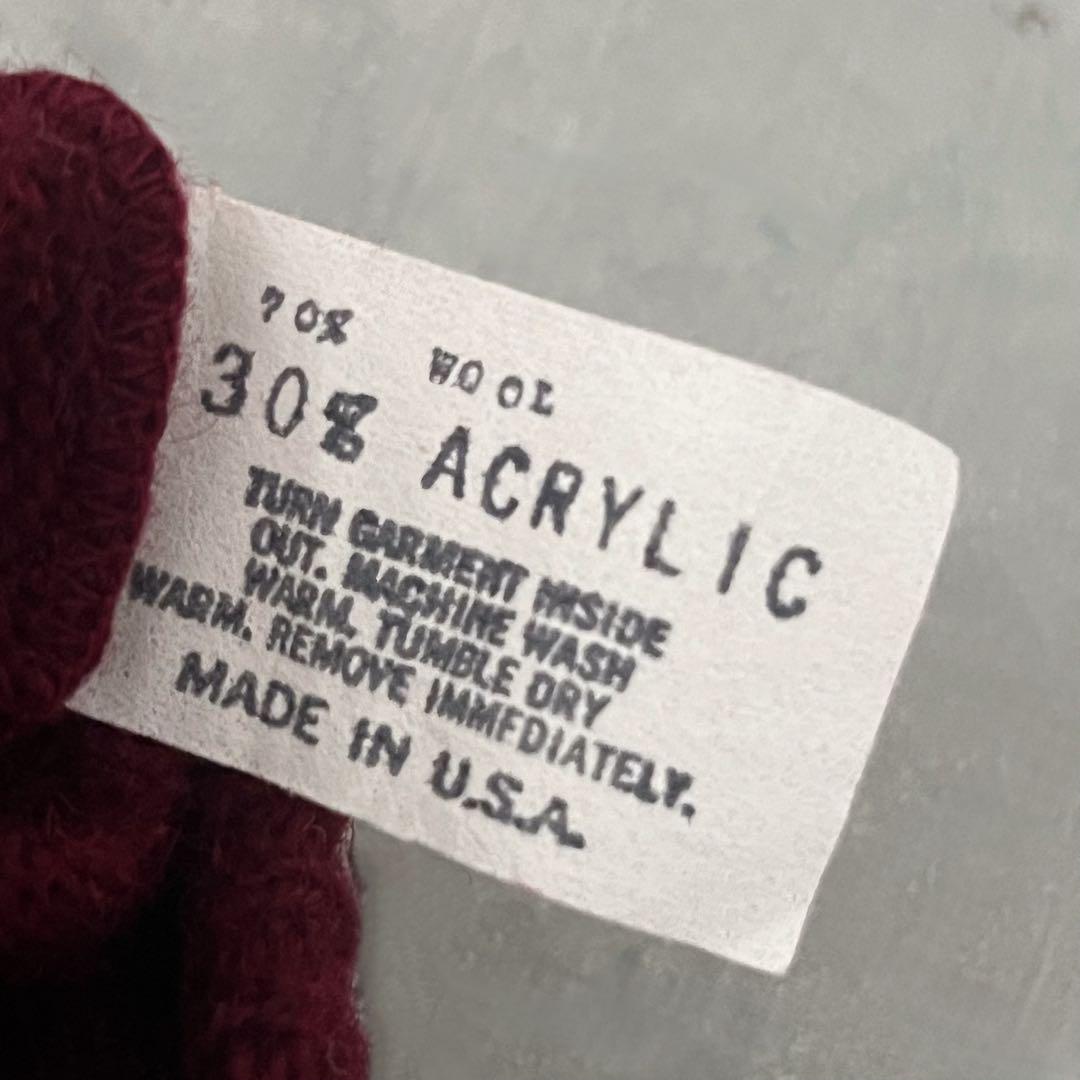 70% WOOL
30% ACRYLIC
TURN GARMENT INSIDE
OUT. MACHINE WASH
WARM. TUMBLE DRY
WARM. REMOVE IMMEDIATELY.
MADE IN U.S.A.